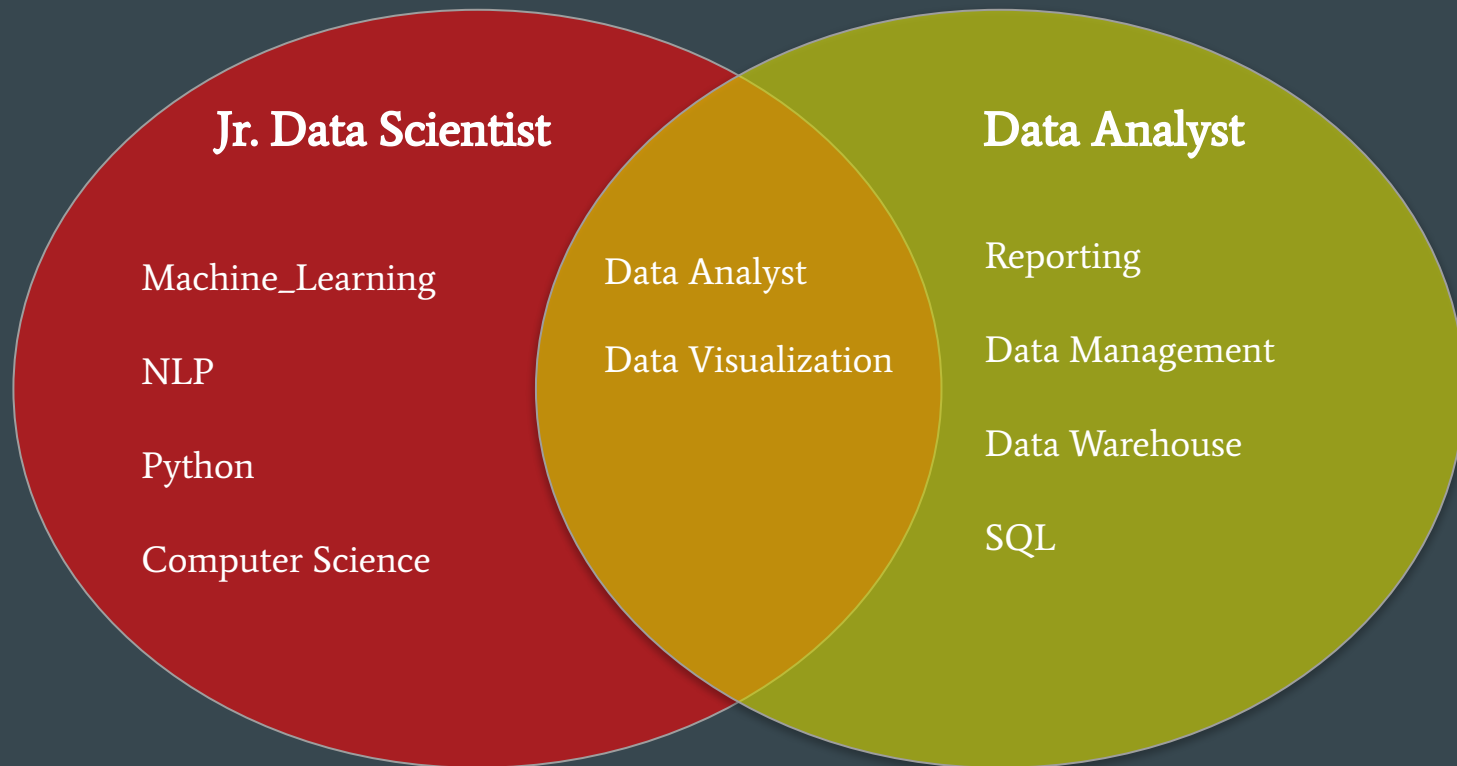 Jr. Data Scientist
Machine_Learning
NLP
Python
Computer Science
Data Analyst
Data Visualization
Data Analyst
Reporting
Data Management
Data Warehouse
SQL